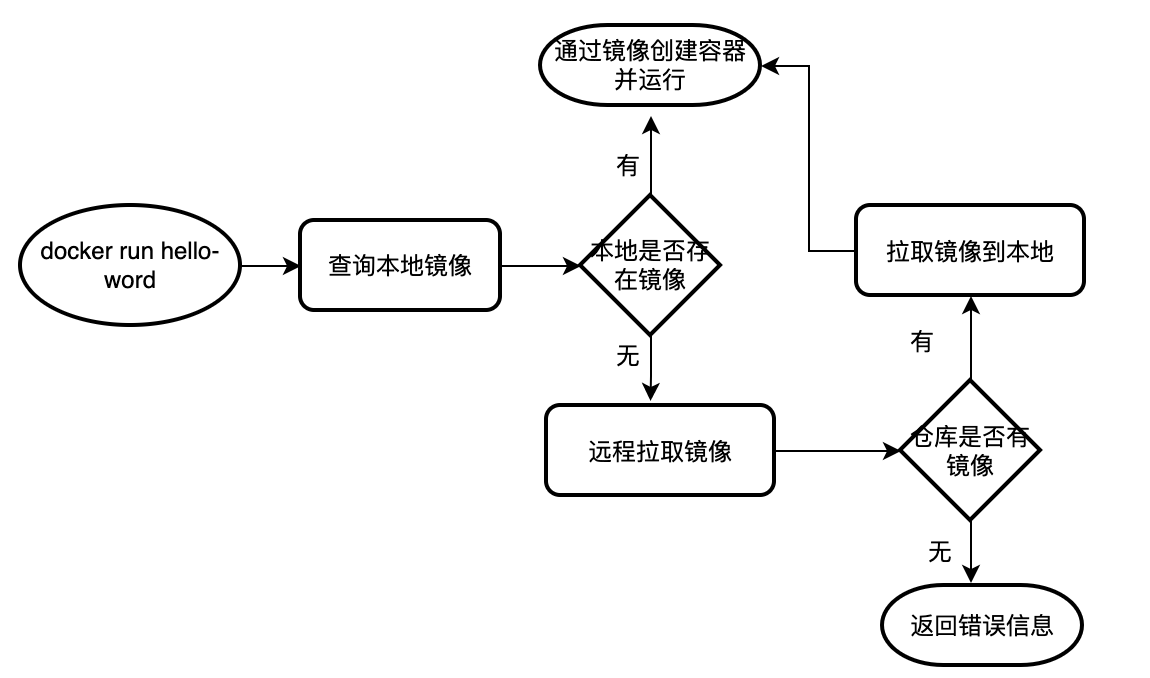 通过镜像创建容器
并运行
有
docker run hello-
word
查询本地镜像
本地是否存
在镜像
拉取镜像到本地
有
无
远程拉取镜像
仓库是否有
镜像
无
返回错误信息